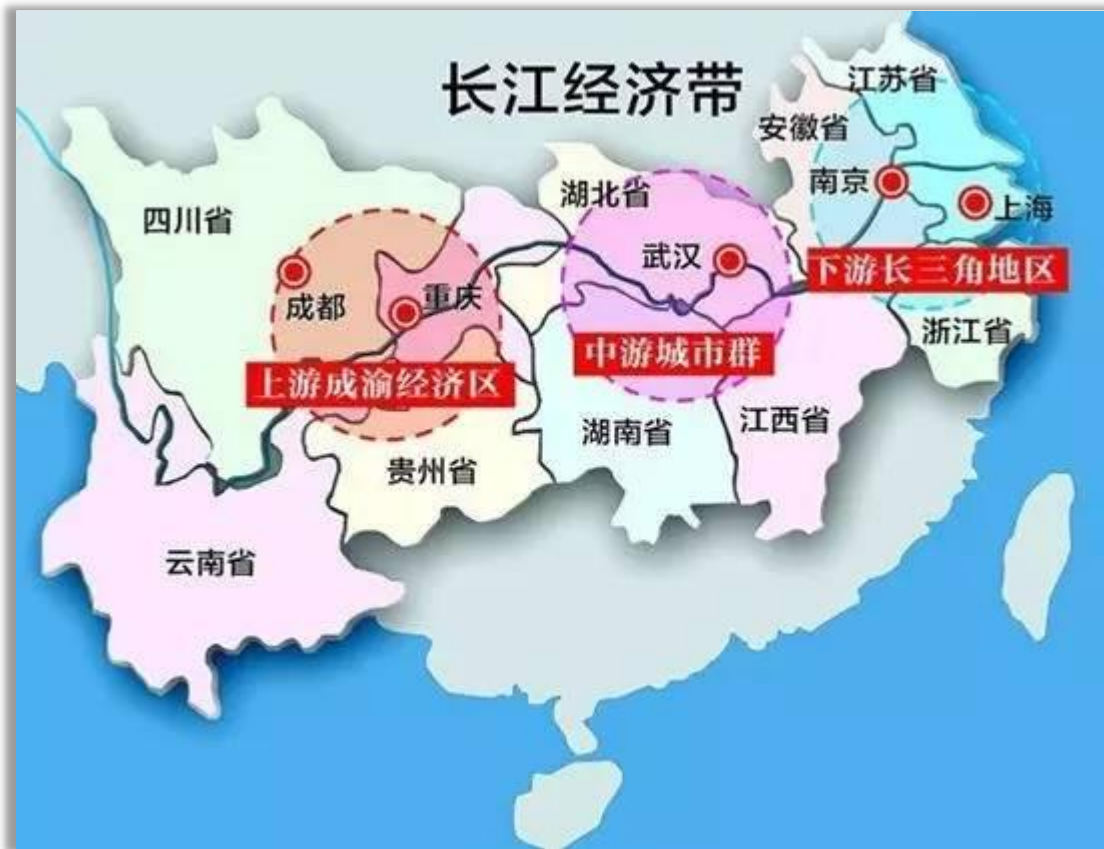 长江经济带
江苏省
安徽省
南京
上海
下游长三角地区
浙江省
湖北省
武汉
中游城市群
湖南省
江西省
四川省
成都
重庆
上游成渝经济区
贵州省
云南省